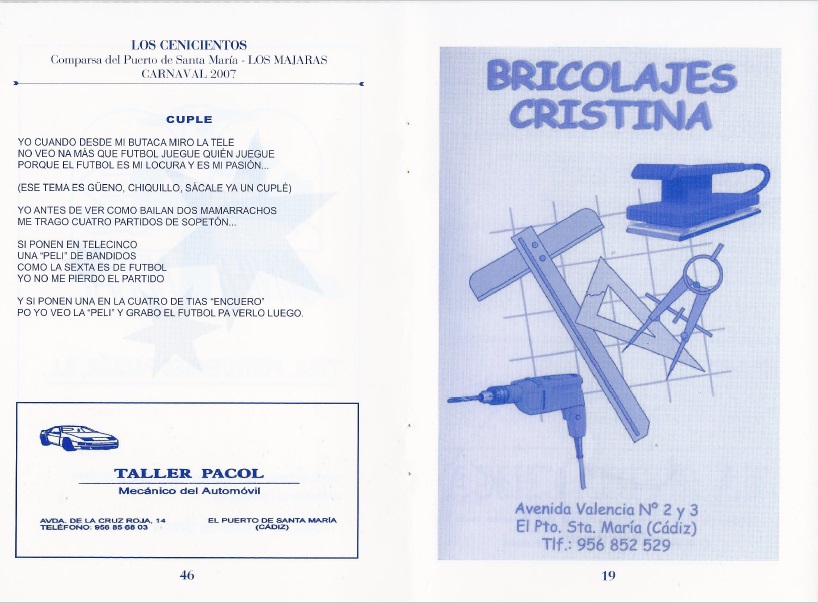 LOS CENICIENTOS
Comparsa del Puerto de Santa María - LOS MAJARAS
CARNAVAL 2007
CUPLE
YO CUANDO DESDE MI BUTACA MIRO LA TELE
NO VEO NA MÁS QUE FUTBOL JUEGUE QUIÉN JUEGUE
PORQUE EL FUTBOL ES MI LOCURA Y ES MI PASIÓN...
(ESE TEMA ES GÜENO, CHIQUILLO, SÁCALE YA UN CUPLÉ)
YO ANTES DE VER COMO BAILAN DOS MAMARRACHOS
ME TRAGO CUATRO PARTIDOS DE SOPETÓN...
SI PONEN EN TELECINCO
UNA “PELI” DE BANDIDOS
COMO LA SEXTA ES DE FUTBOL
YO NO ME PIERDO EL PARTIDO
Y SI PONEN UNA EN LA CUATRO DE TIAS “ENCUERO”
PO YO VEO LA “PELI” Y GRABO EL FUTBOL PA VERLO LUEGO.
TALLER PACOL
Mecánico del Automóvil
AVDA. DE LA CRUZ ROJA, 14
TELÉFONO: 956 85 68 03
EL PUERTO DE SANTA MARÍA
(CÁDIZ)
46
BRICOLAJES
CRISTINA
Avenida Valencia Nº 2 y 3
El Pto. Sta. María (Cádiz)
Tlf.: 956 852 529
19